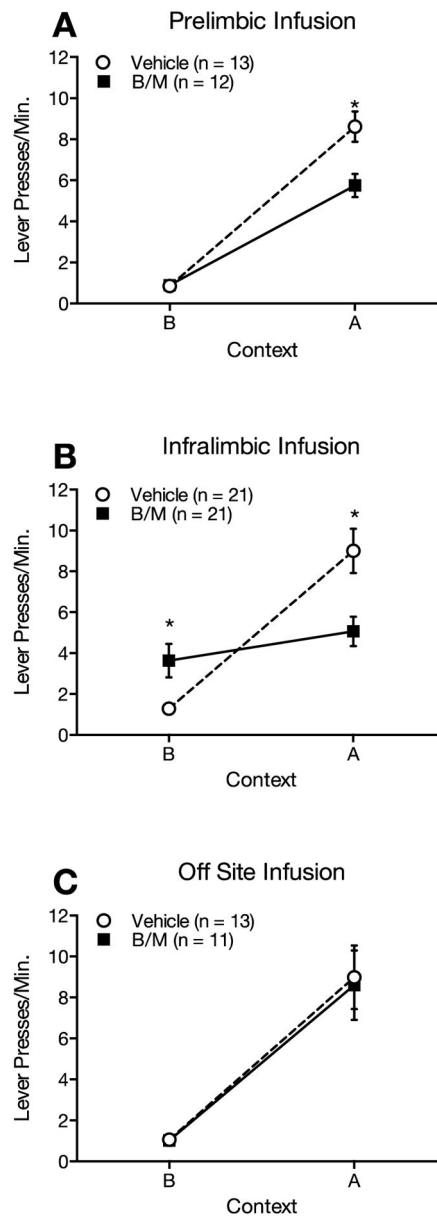 A
Prelimbic Infusion
Vehicle (n = 13)
B/M (n = 12)
12
10
8
6
4
2
0
Lever Presses/Min.
*
B
A
Context
B
Infralimbic Infusion
Vehicle (n = 21)
B/M (n = 21)
12
10
8
6
4
2
0
Lever Presses/Min.
*
*
B
A
Context
C
Off Site Infusion
Vehicle (n = 13)
B/M (n = 11)
12
10
8
6
4
2
0
Lever Presses/Min.
B
A
Context